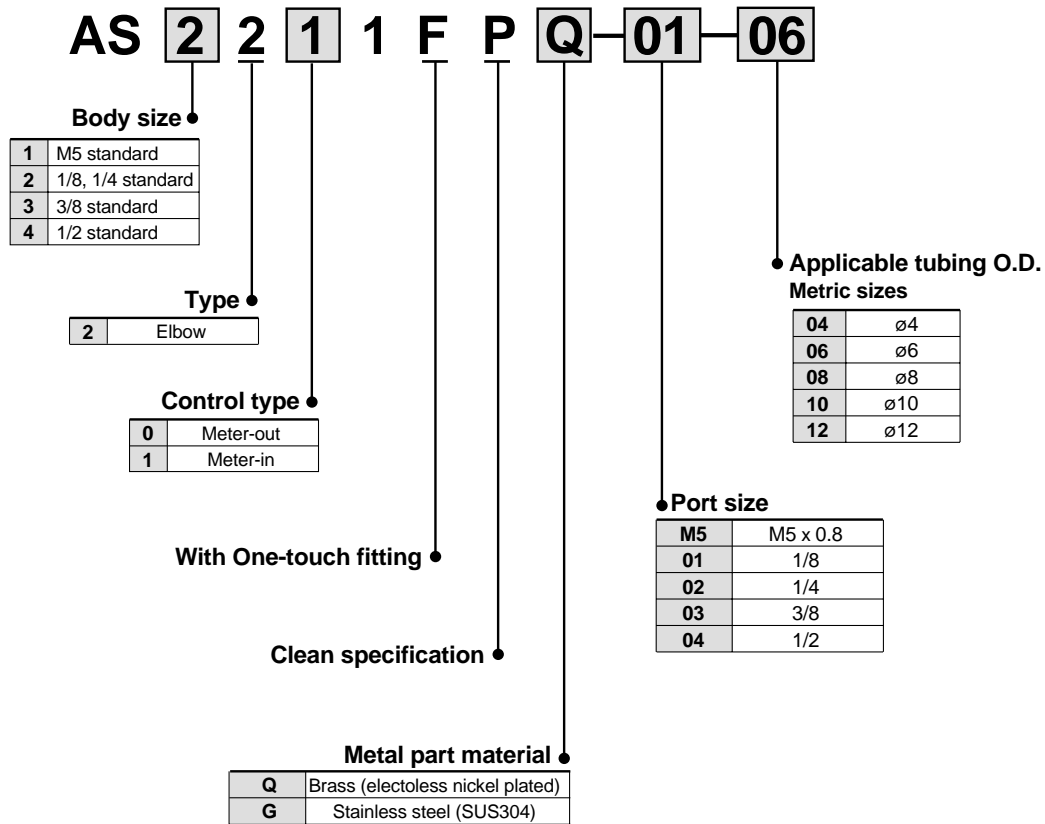 AS 2 2 1 1 F P Q-01-06
Body size
1 M5 standard
2 1/8, 1/4 standard
3 3/8 standard
4 1/2 standard
Type
2 Elbow
Control type
0 Meter-out
1 Meter-in
With One-touch fitting
Clean specification
Metal part material
Q Brass (electoless nickel plated)
G Stainless steel (SUS304)
Port size
M5 M5 x 0.8
01 1/8
02 1/4
03 3/8
04 1/2
Applicable tubing O.D.
Metric sizes
04 ø4
06 ø6
08 ø8
10 ø10
12 ø12